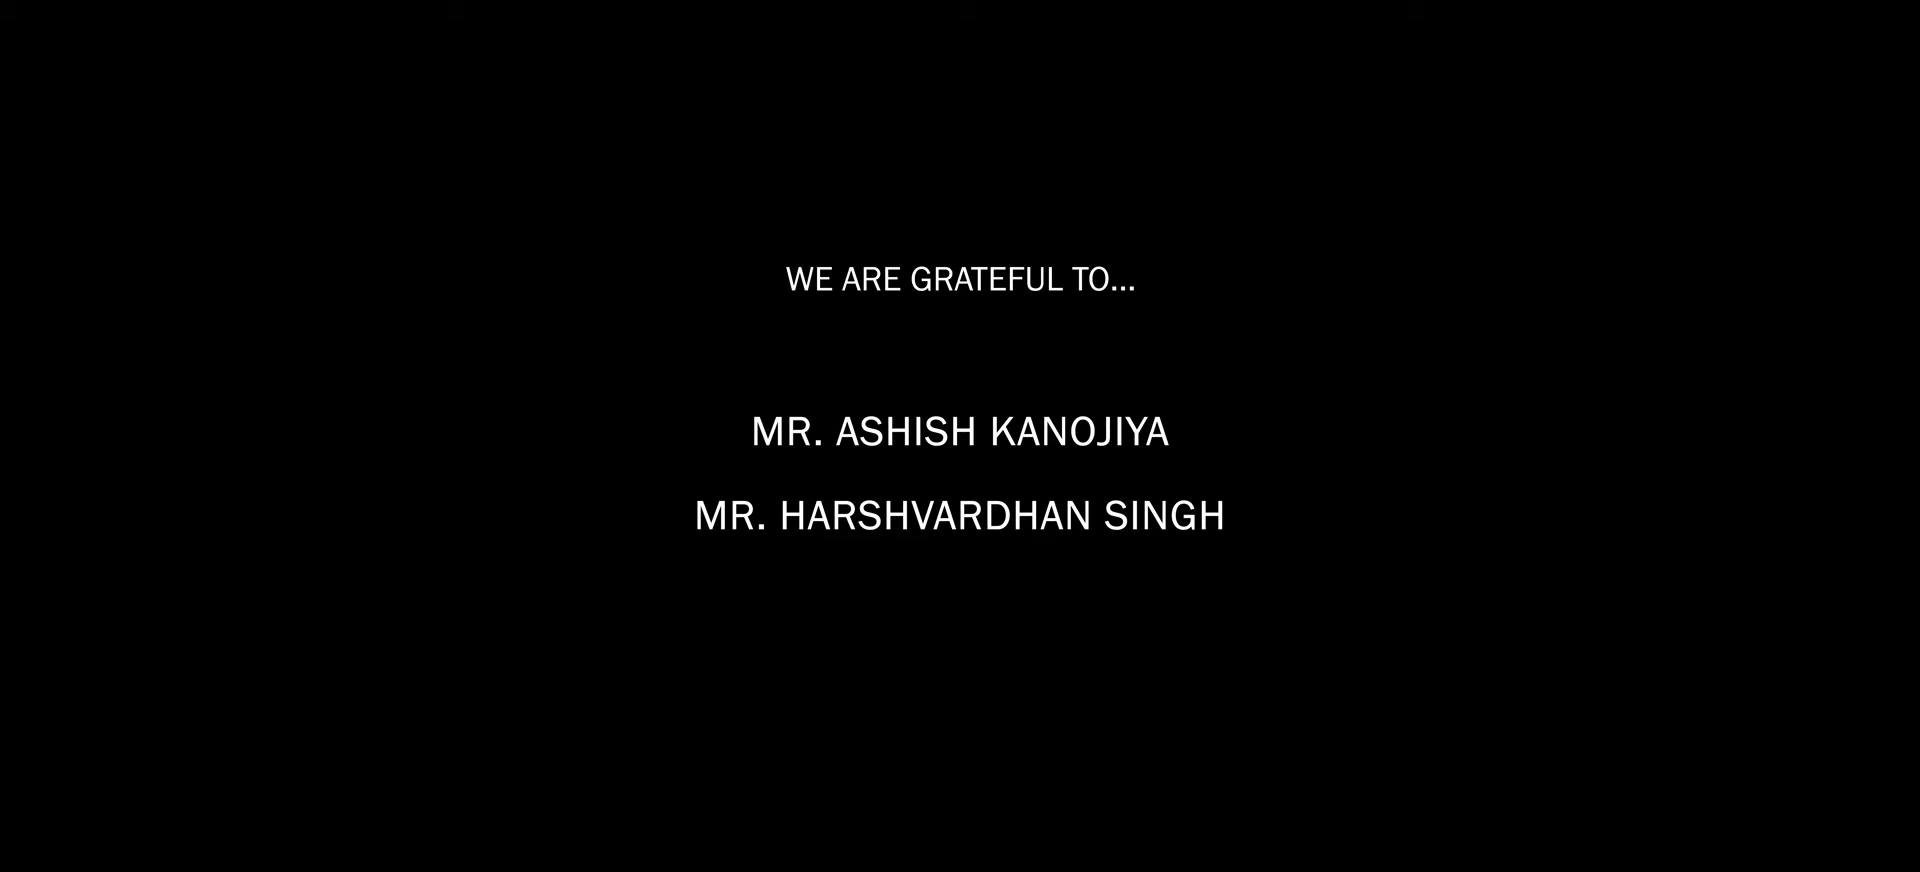 WE ARE GRATEFUL TO...
MR. ASHISH KANOJIYA
MR. HARSHVARDHAN SINGH